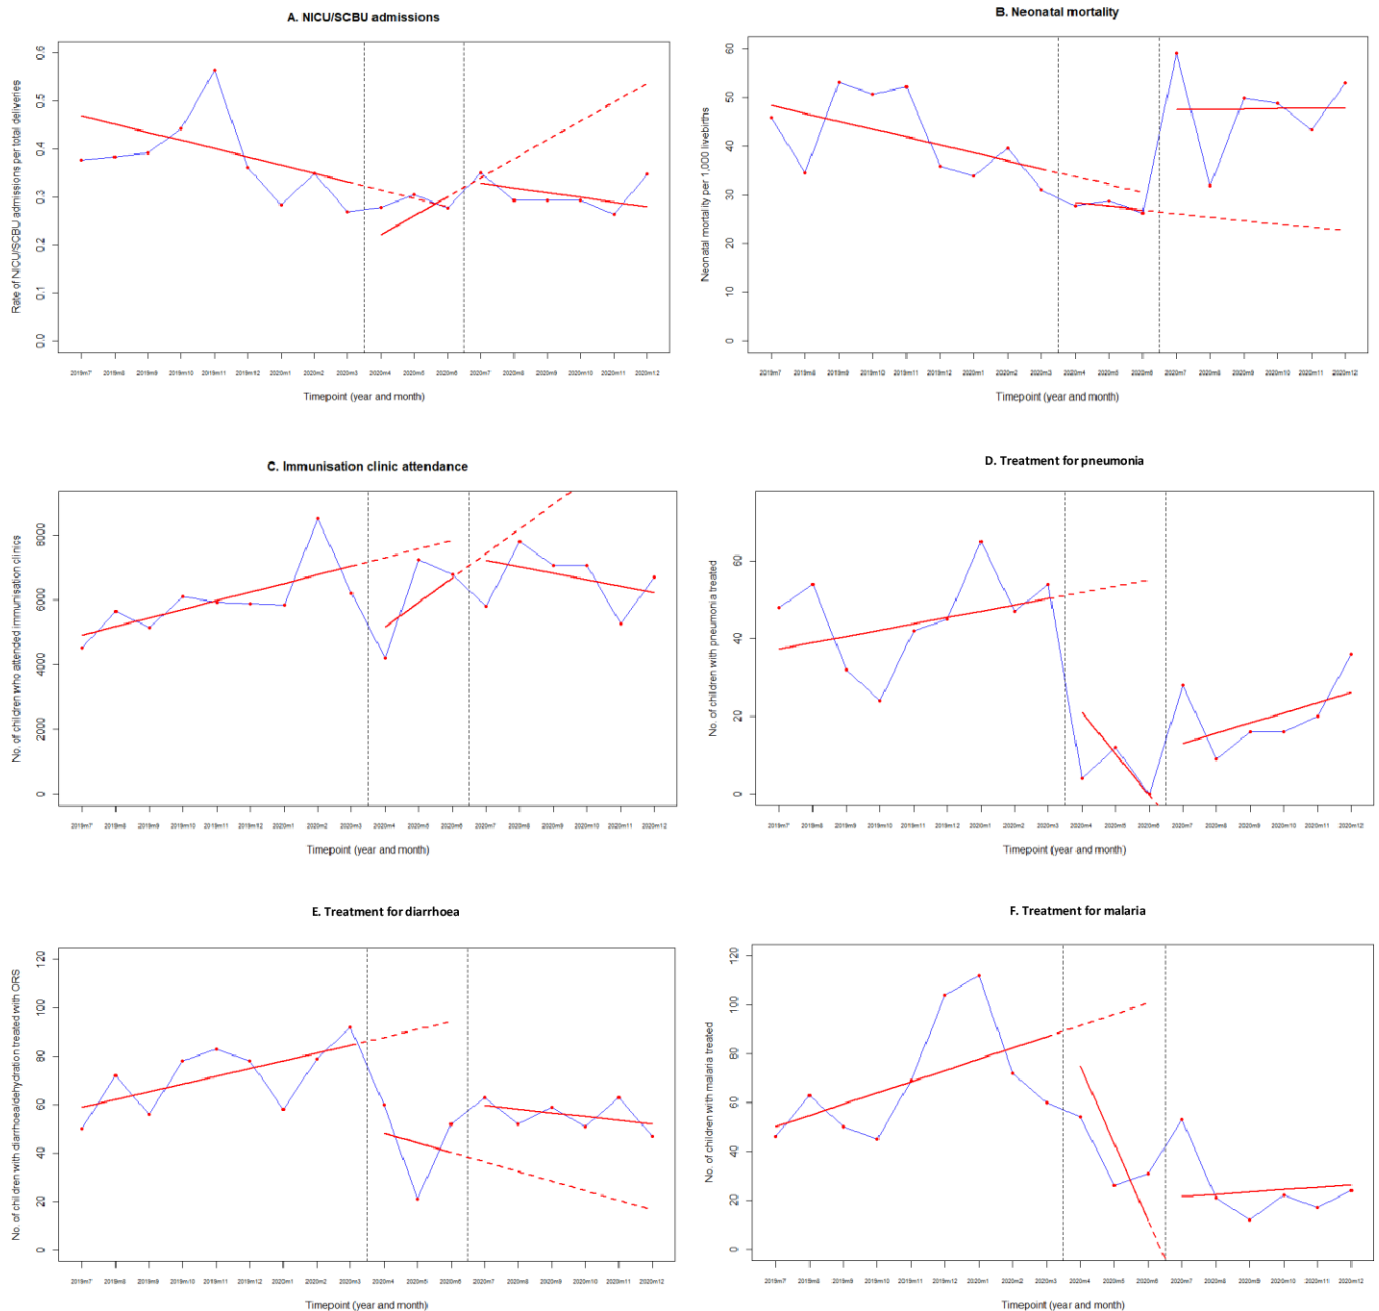 A. NICU/SCBU admissions
Rate of NICU/SCBU admissions per total deliveries
0.6
0.5
0.4
0.3
0.2
0.1
0.0
2019m7 2019m8 2019m9 2019m10 2019m11 2019m12 2020m1 2020m2 2020m3 2020m4 2020m5 2020m6 2020m7 2020m8 2020m9 2020m10 2020m11 2020m12
Timepoint (year and month)
B. Neonatal mortality
Neonatal mortality per 1,000 livebirths
60
50
40
30
20
10
0
2019m7 2019m8 2019m9 2019m10 2019m11 2019m12 2020m1 2020m2 2020m3 2020m4 2020m5 2020m6 2020m7 2020m8 2020m9 2020m10 2020m11 2020m12
Timepoint (year and month)
C. Immunisation clinic attendance
No. of children who attended immunisation clinics
8000
6000
4000
2000
0
2019m7 2019m8 2019m9 2019m10 2019m11 2019m12 2020m1 2020m2 2020m3 2020m4 2020m5 2020m6 2020m7 2020m8 2020m9 2020m10 2020m11 2020m12
Timepoint (year and month)
D. Treatment for pneumonia
No. of children with pneumonia treated
60
40
20
0
2019m7 2019m8 2019m9 2019m10 2019m11 2019m12 2020m1 2020m2 2020m3 2020m4 2020m5 2020m6 2020m7 2020m8 2020m9 2020m10 2020m11 2020m12
Timepoint (year and month)
E. Treatment for diarrhoea
No. of children with diarrhoea/dehydration treated with ORS
120
100
80
60
40
20
0
2019m7 2019m8 2019m9 2019m10 2019m11 2019m12 2020m1 2020m2 2020m3 2020m4 2020m5 2020m6 2020m7 2020m8 2020m9 2020m10 2020m11 2020m12
Timepoint (year and month)
F. Treatment for malaria
No. of children with malaria treated
120
100
80
60
40
20
0
2019m7 2019m8 2019m9 2019m10 2019m11 2019m12 2020m1 2020m2 2020m3 2020m4 2020m5 2020m6 2020m7 2020m8 2020m9 2020m10 2020m11 2020m12
Timepoint (year and month)